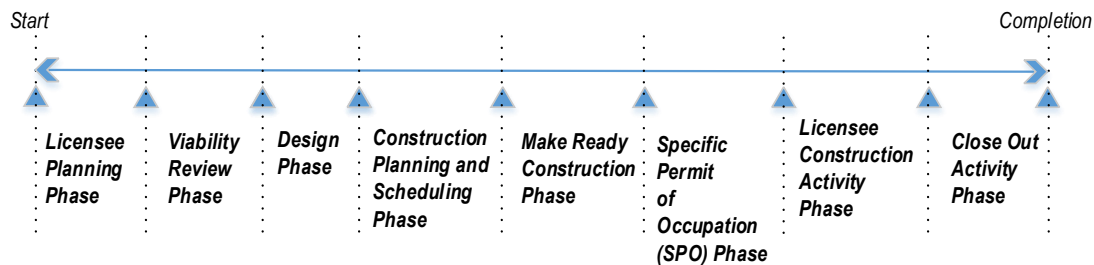 Start
Completion
Licensee
Planning
Phase
Viability
Review
Phase
Design
Phase
Construction
Planning and
Scheduling
Phase
Make Ready
Construction
Phase
Specific
Permit
of
Occupation
(SPO) Phase
Licensee
Construction
Activity
Phase
Close Out
Activity
Phase